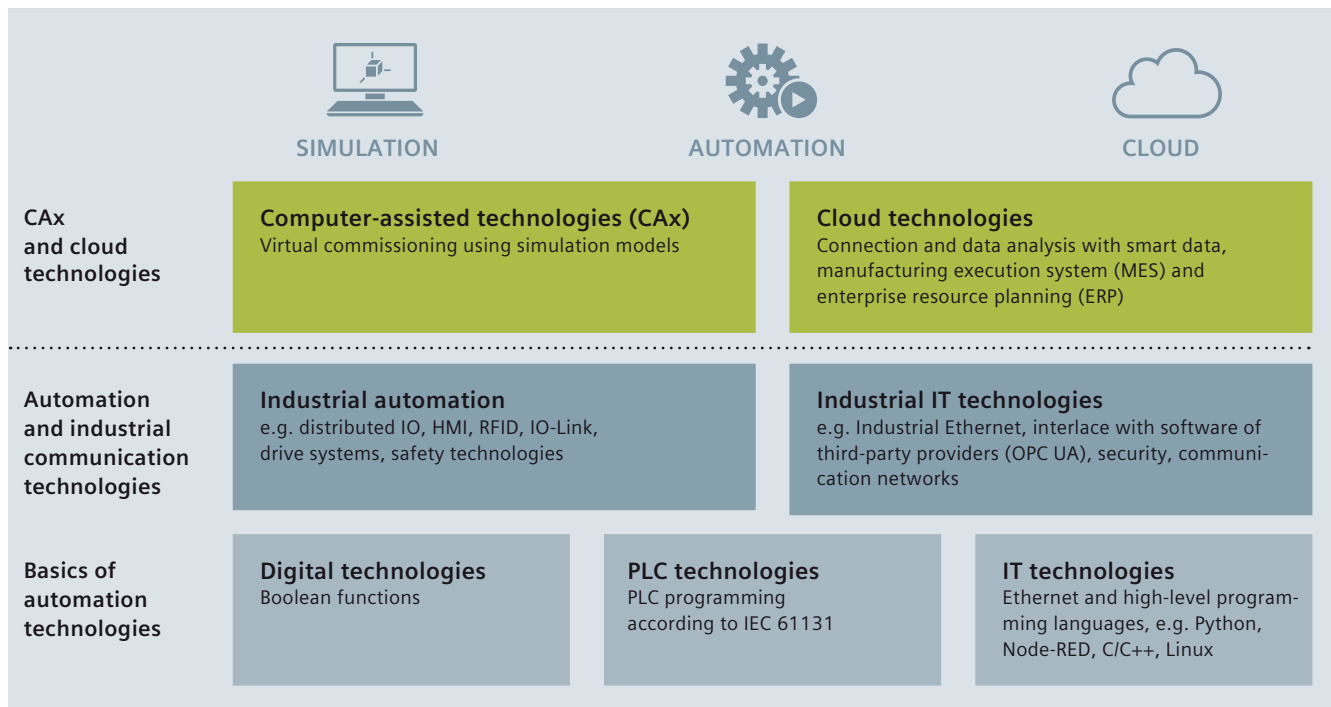 SIMULATION
AUTOMATION
CLOUD
CAx
and cloud
technologies
Computer-assisted technologies (CAx)
Virtual commissioning using simulation models
Cloud technologies
Connection and data analysis with smart data,
manufacturing execution system (MES) and
enterprise resource planning (ERP)
Automation
and industrial
communication
technologies
Industrial automation
e.g. distributed IO, HMI, RFID, IO-Link,
drive systems, safety technologies
Industrial IT technologies
e.g. Industrial Ethernet, interlace with software of
third-party providers (OPC UA), security, communi-
cation networks
Basics of
automation
technologies
Digital technologies
Boolean functions
PLC technologies
PLC programming
according to IEC 61131
IT technologies
Ethernet and high-level program-
ming languages, e.g. Python,
Node-RED, C/C++, Linux